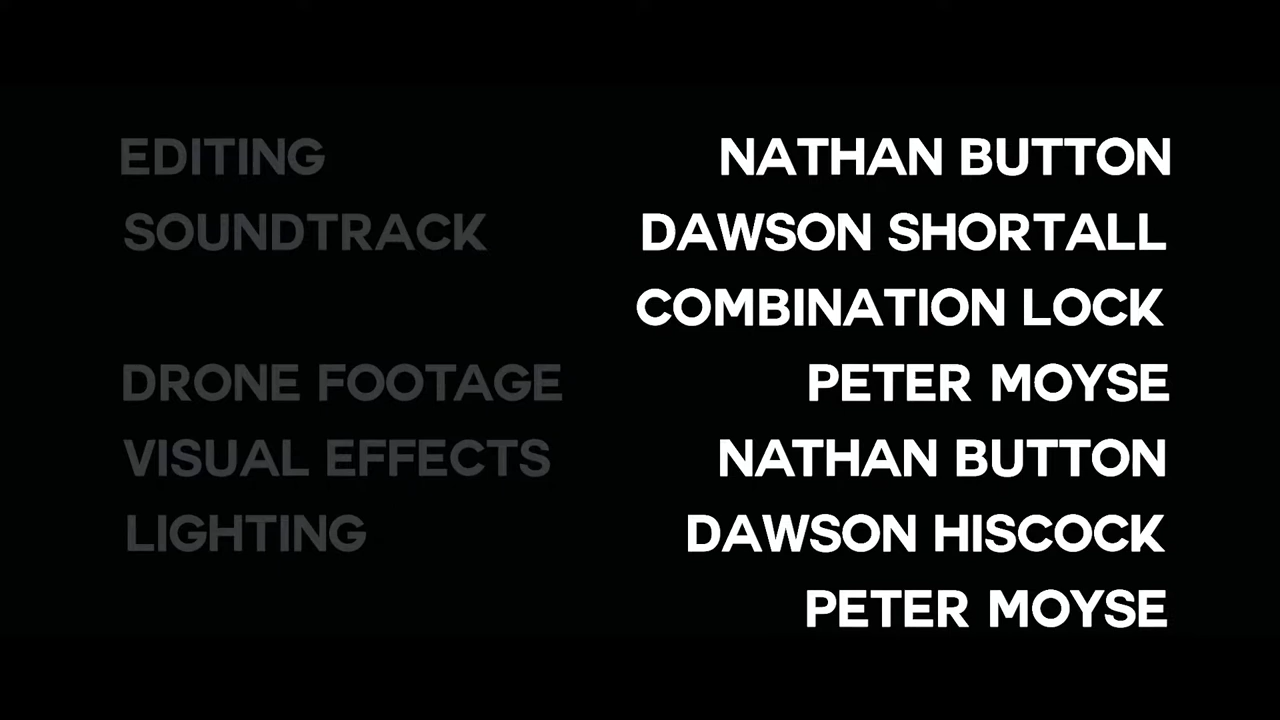 EDITING NATHAN BUTTON
SOUNDTRACK DAWSON SHORTALL
COMBINATION LOCK
DRONE FOOTAGE PETER MOYSE
VISUAL EFFECTS NATHAN BUTTON
LIGHTING DAWSON HISCOCK
PETER MOYSE